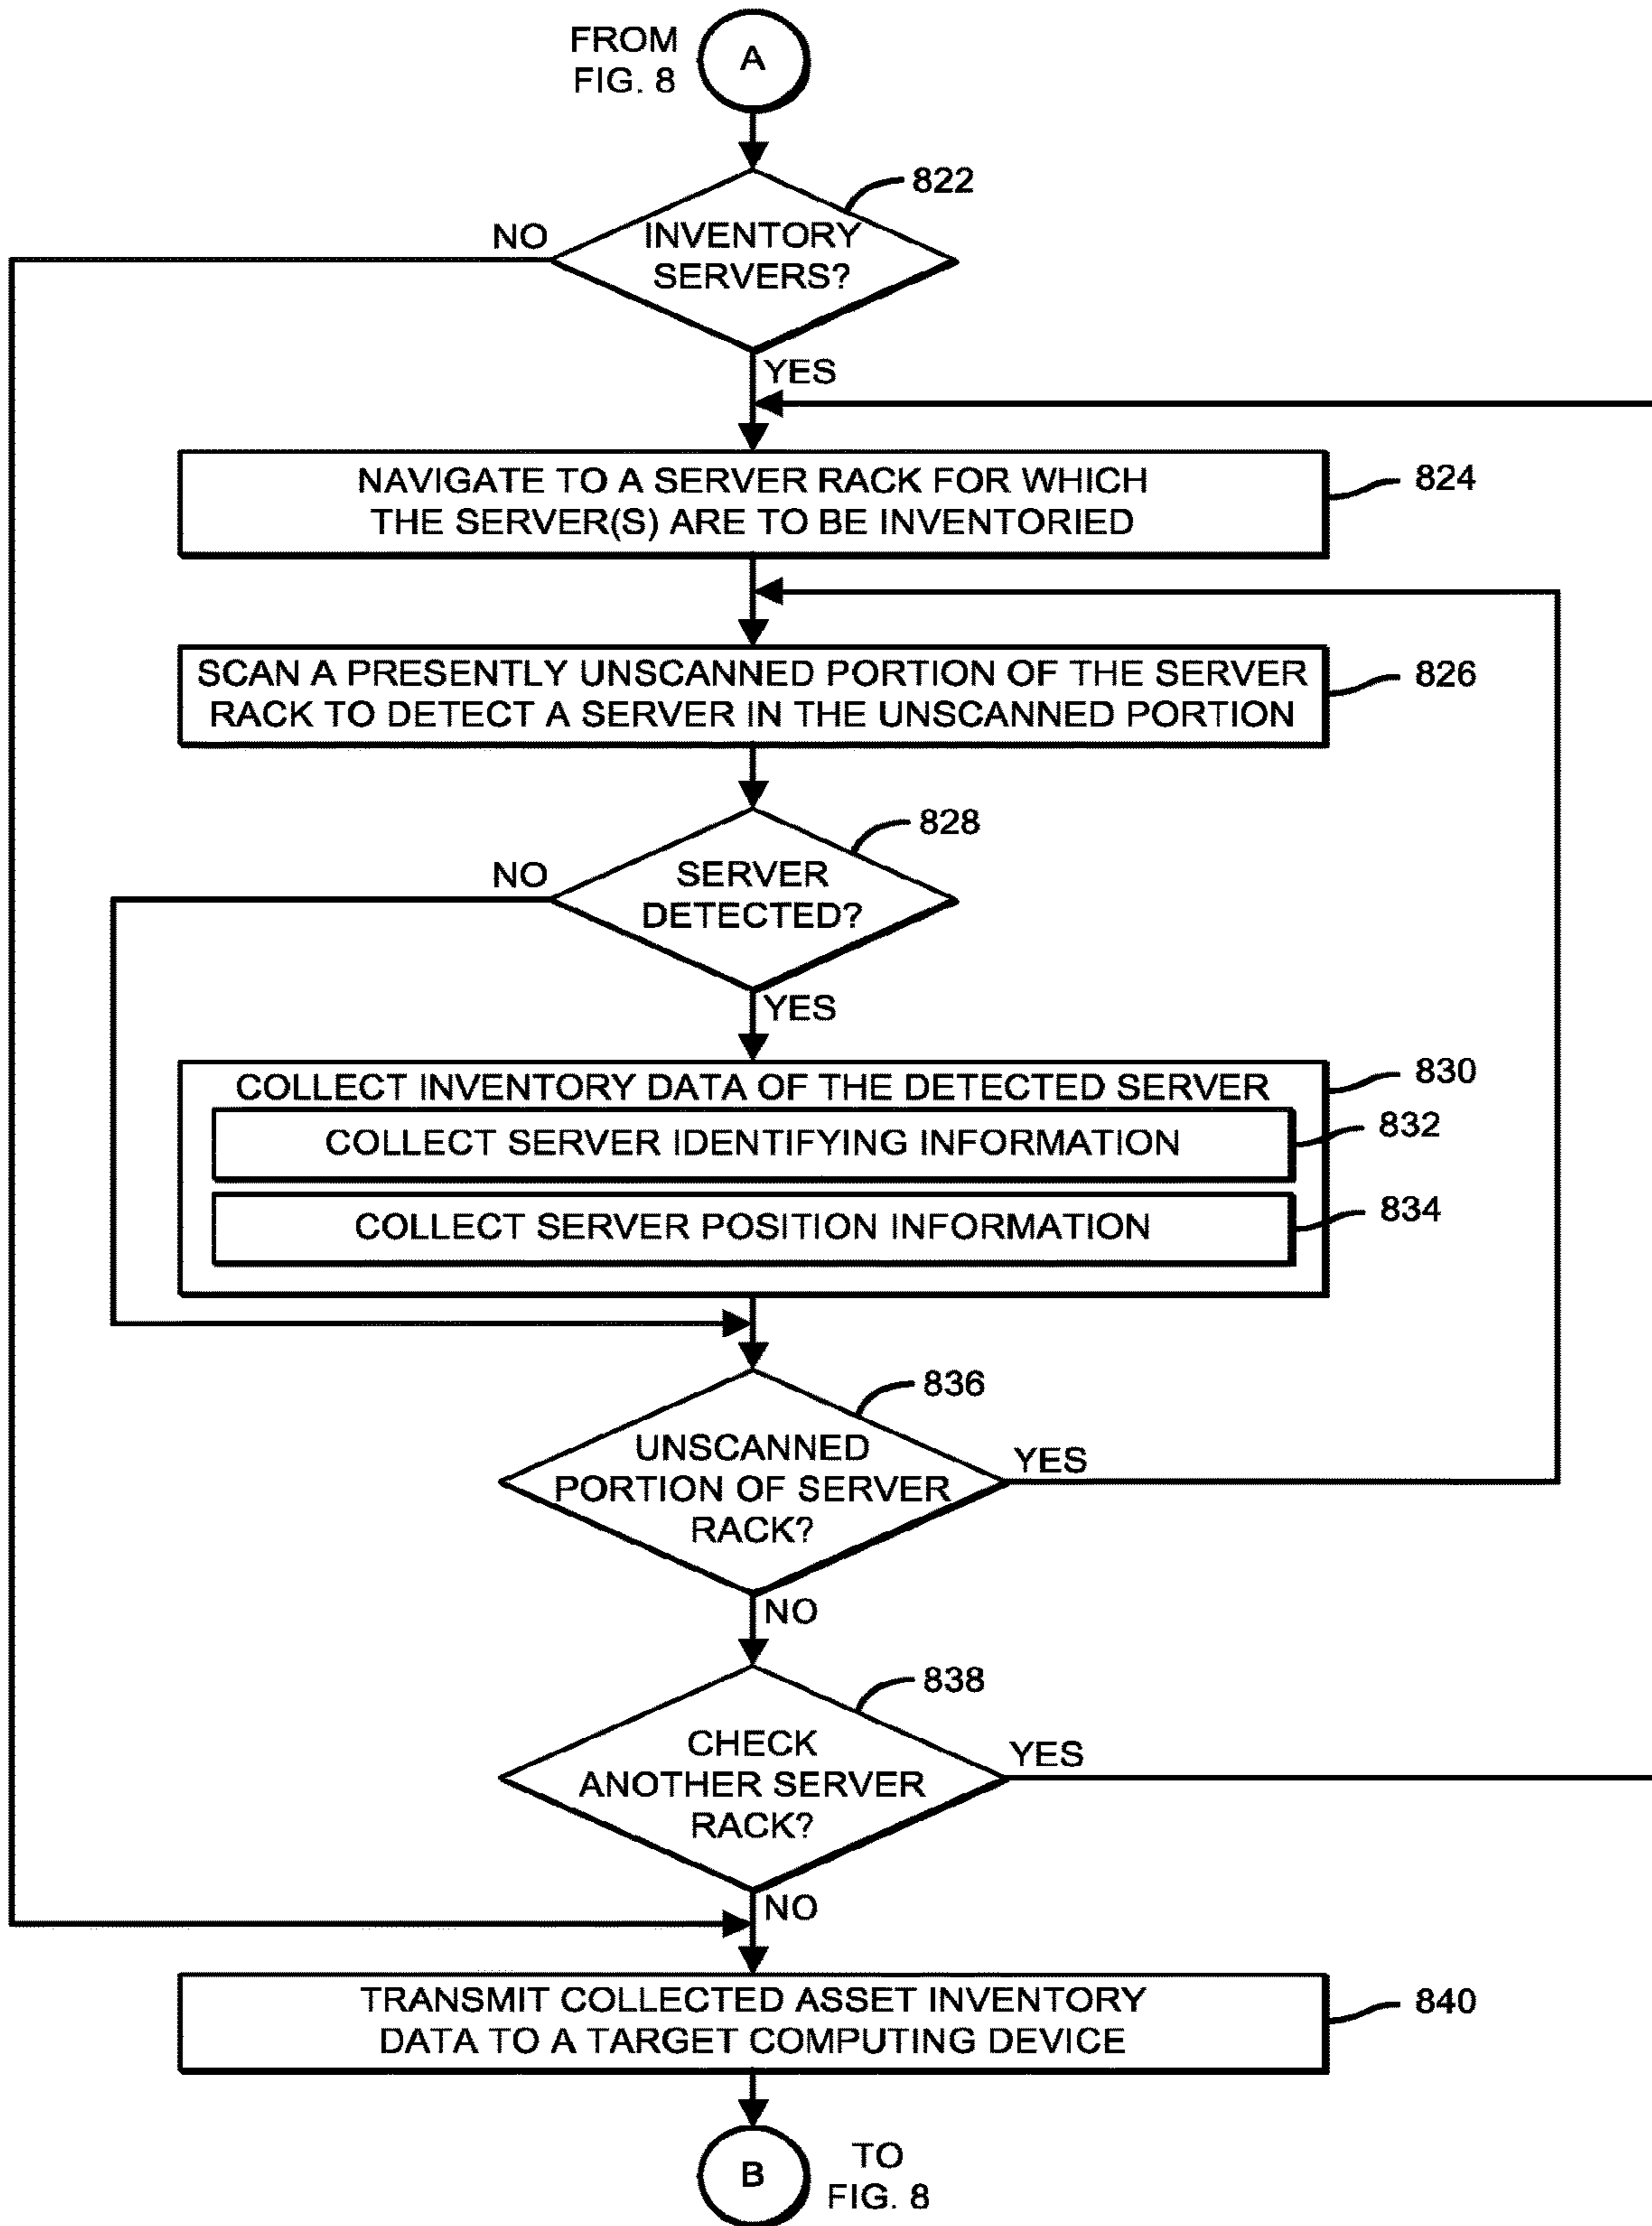 FROM
FIG. 8
A
822
NO
INVENTORY
SERVERS?
YES
NAVIGATE TO A SERVER RACK FOR WHICH
THE SERVER(S) ARE TO BE INVENTORIED
824
SCAN A PRESENTLY UNSCANNED PORTION OF THE SERVER
RACK TO DETECT A SERVER IN THE UNSCANNED PORTION
826
828
NO
SERVER
DETECTED?
YES
COLLECT INVENTORY DATA OF THE DETECTED SERVER
830
COLLECT SERVER IDENTIFYING INFORMATION
832
COLLECT SERVER POSITION INFORMATION
834
836
UNSCANNED
PORTION OF SERVER
RACK?
YES
NO
838
CHECK
ANOTHER SERVER
RACK?
YES
NO
TRANSMIT COLLECTED ASSET INVENTORY
DATA TO A TARGET COMPUTING DEVICE
840
B
TO
FIG. 8